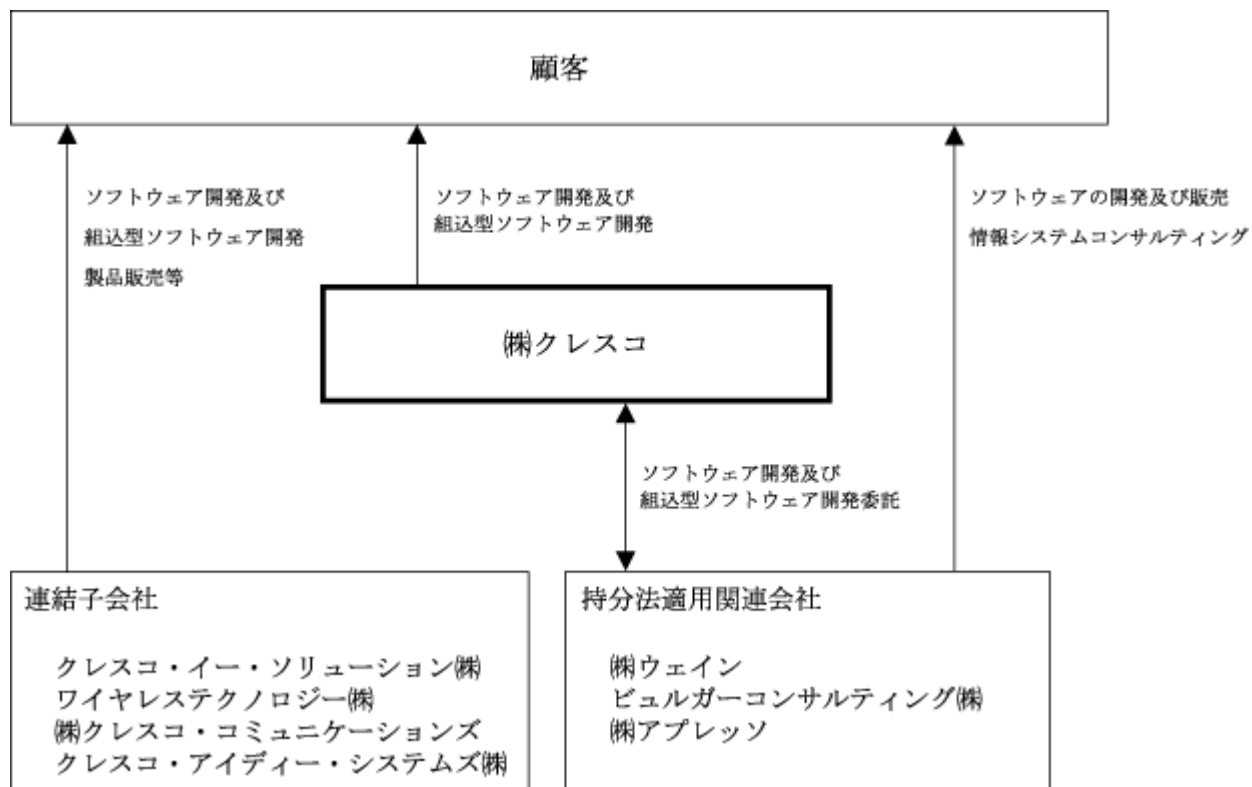 顧客
ソフトウェア開発及び
組込型ソフトウェア開発
製品販売等
ソフトウェア開発及び
組込型ソフトウェア開発
ソフトウェアの開発及び販売
情報システムコンサルティング
㈱クレスコ
ソフトウェア開発及び
組込型ソフトウェア開発委託
連結子会社
クレスコ・イー・ソリューション㈱
ワイヤレステクノロジー㈱
㈱クレスコ・コミュニケーションズ
クレスコ・アイディー・システムズ㈱
持分法適用関連会社
㈱ウェイン
ビュルガーコンサルティング㈱
㈱アプレッソ